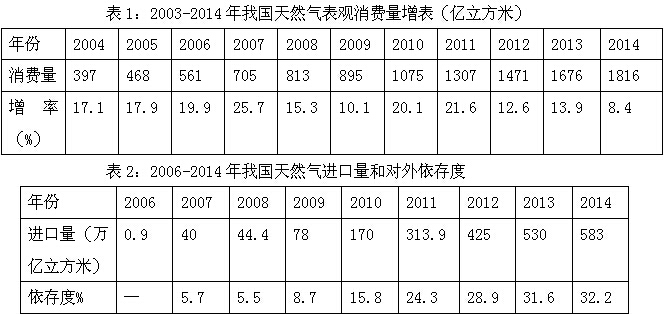 表1：2003-2014年我国天然气表观消费量增表（亿立方米）
年份 2004 2005 2006 2007 2008 2009 2010 2011 2012 2013 2014
消费量 397 468 561 705 813 895 1075 1307 1471 1676 1816
增 率 17.1 17.9 19.9 25.7 15.3 10.1 20.1 21.6 12.6 13.9 8.4
（%）
表2：2006-2014年我国天然气进口量和对外依存度
年份 2006 2007 2008 2009 2010 2011 2012 2013 2014
进口量（万 0.9 40 44.4 78 170 313.9 425 530 583
亿立方米）
依存度% — 5.7 5.5 8.7 15.8 24.3 28.9 31.6 32.2